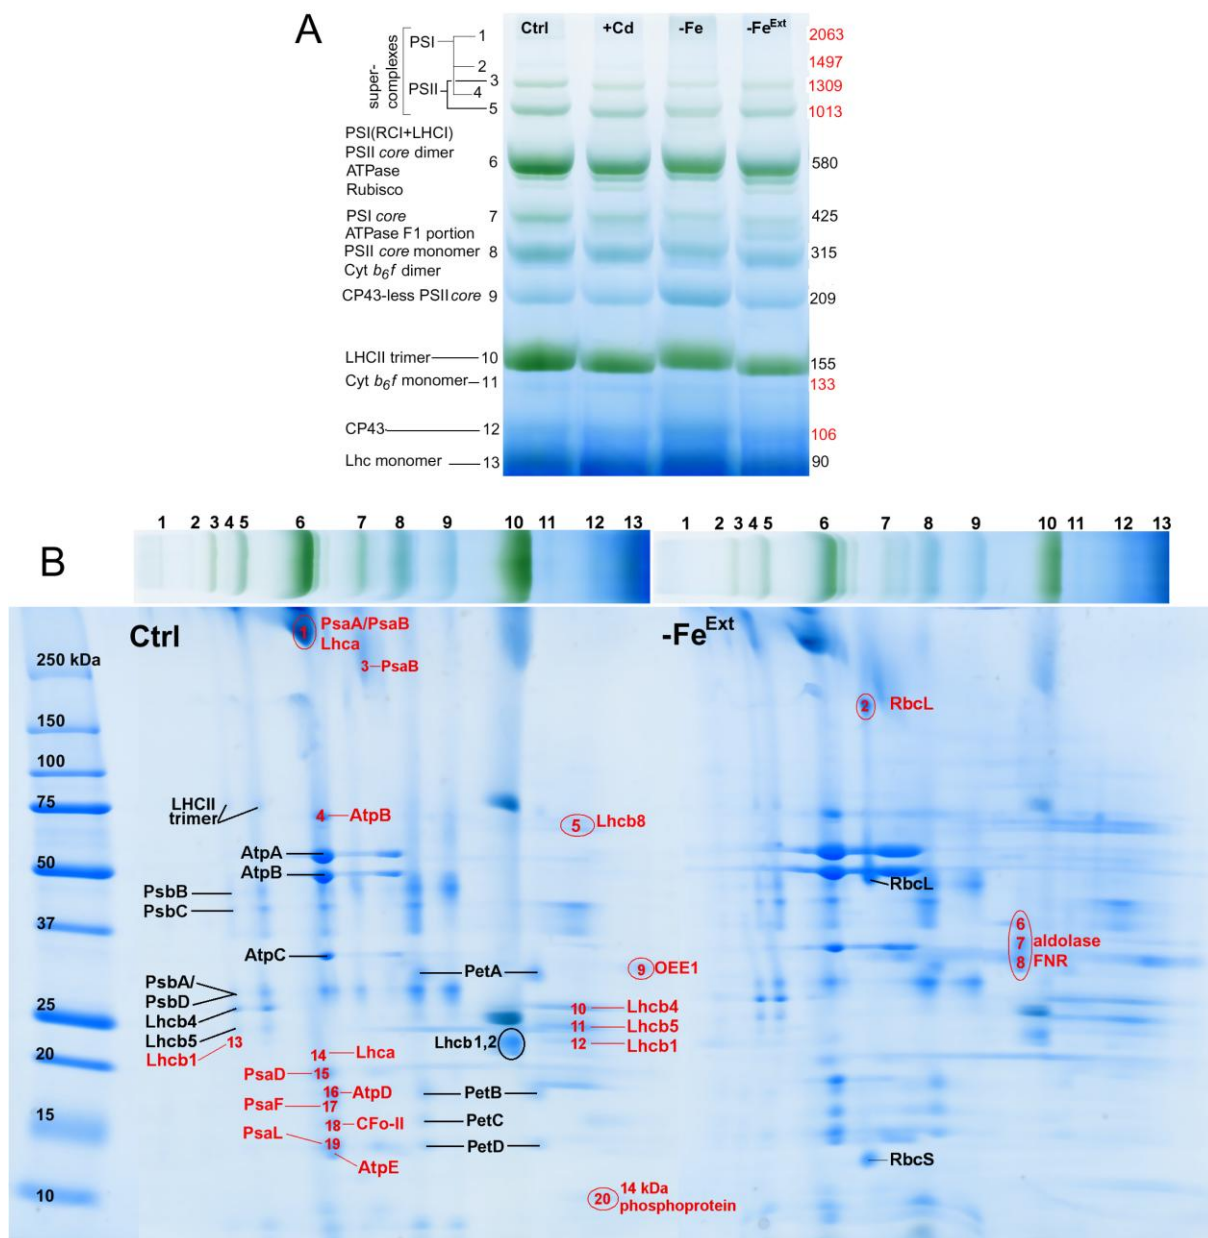 A
Ctrl +Cd -Fe -Fe^Ext
super-complexes
PSI
PSII
1
2
3
4
5
2063
1497
1309
1013
PSI(RCI+LHCI)
PSII core dimer
ATPase
Rubisco
6
580
PSI core 7 425
ATPase F1 portion
PSII core monomer 8 315
Cyt b6f dimer
CP43-less PSII core 9 209
LHCII trimer 10 155
Cyt b6f monomer 11 133
CP43 12 106
Lhc monomer 13 90
B
1 2 3 4 5 6 7 8 9 10 11 12 13
1 2 3 4 5 6 7 8 9 10 11 12 13
Ctrl
-Fe^Ext
1 PsaA/PsaB
Lhca
3 PsaB
250 kDa
2 RbcL
150
100
75
LHCII
trimer
4 AtpB
5 Lhcb8
AtpA
50
AtpB
RbcL
PsbB
PsbC
37
6
7 aldolase
8 FNR
AtpC
PetA
9 OEE1
PsbA/
PsbD
25
Lhcb4
10 Lhcb4
Lhcb5
11 Lhcb5
Lhcb1 13
Lhcb1,2
12 Lhcb1
20
14 Lhca
PsaD 15
16 AtpD
PetB
PsaF 17
15
18 CFo-II
PetC
PsaL 19
PetD
AtpE
RbcS
10
20 14 kDa
phosphoprotein